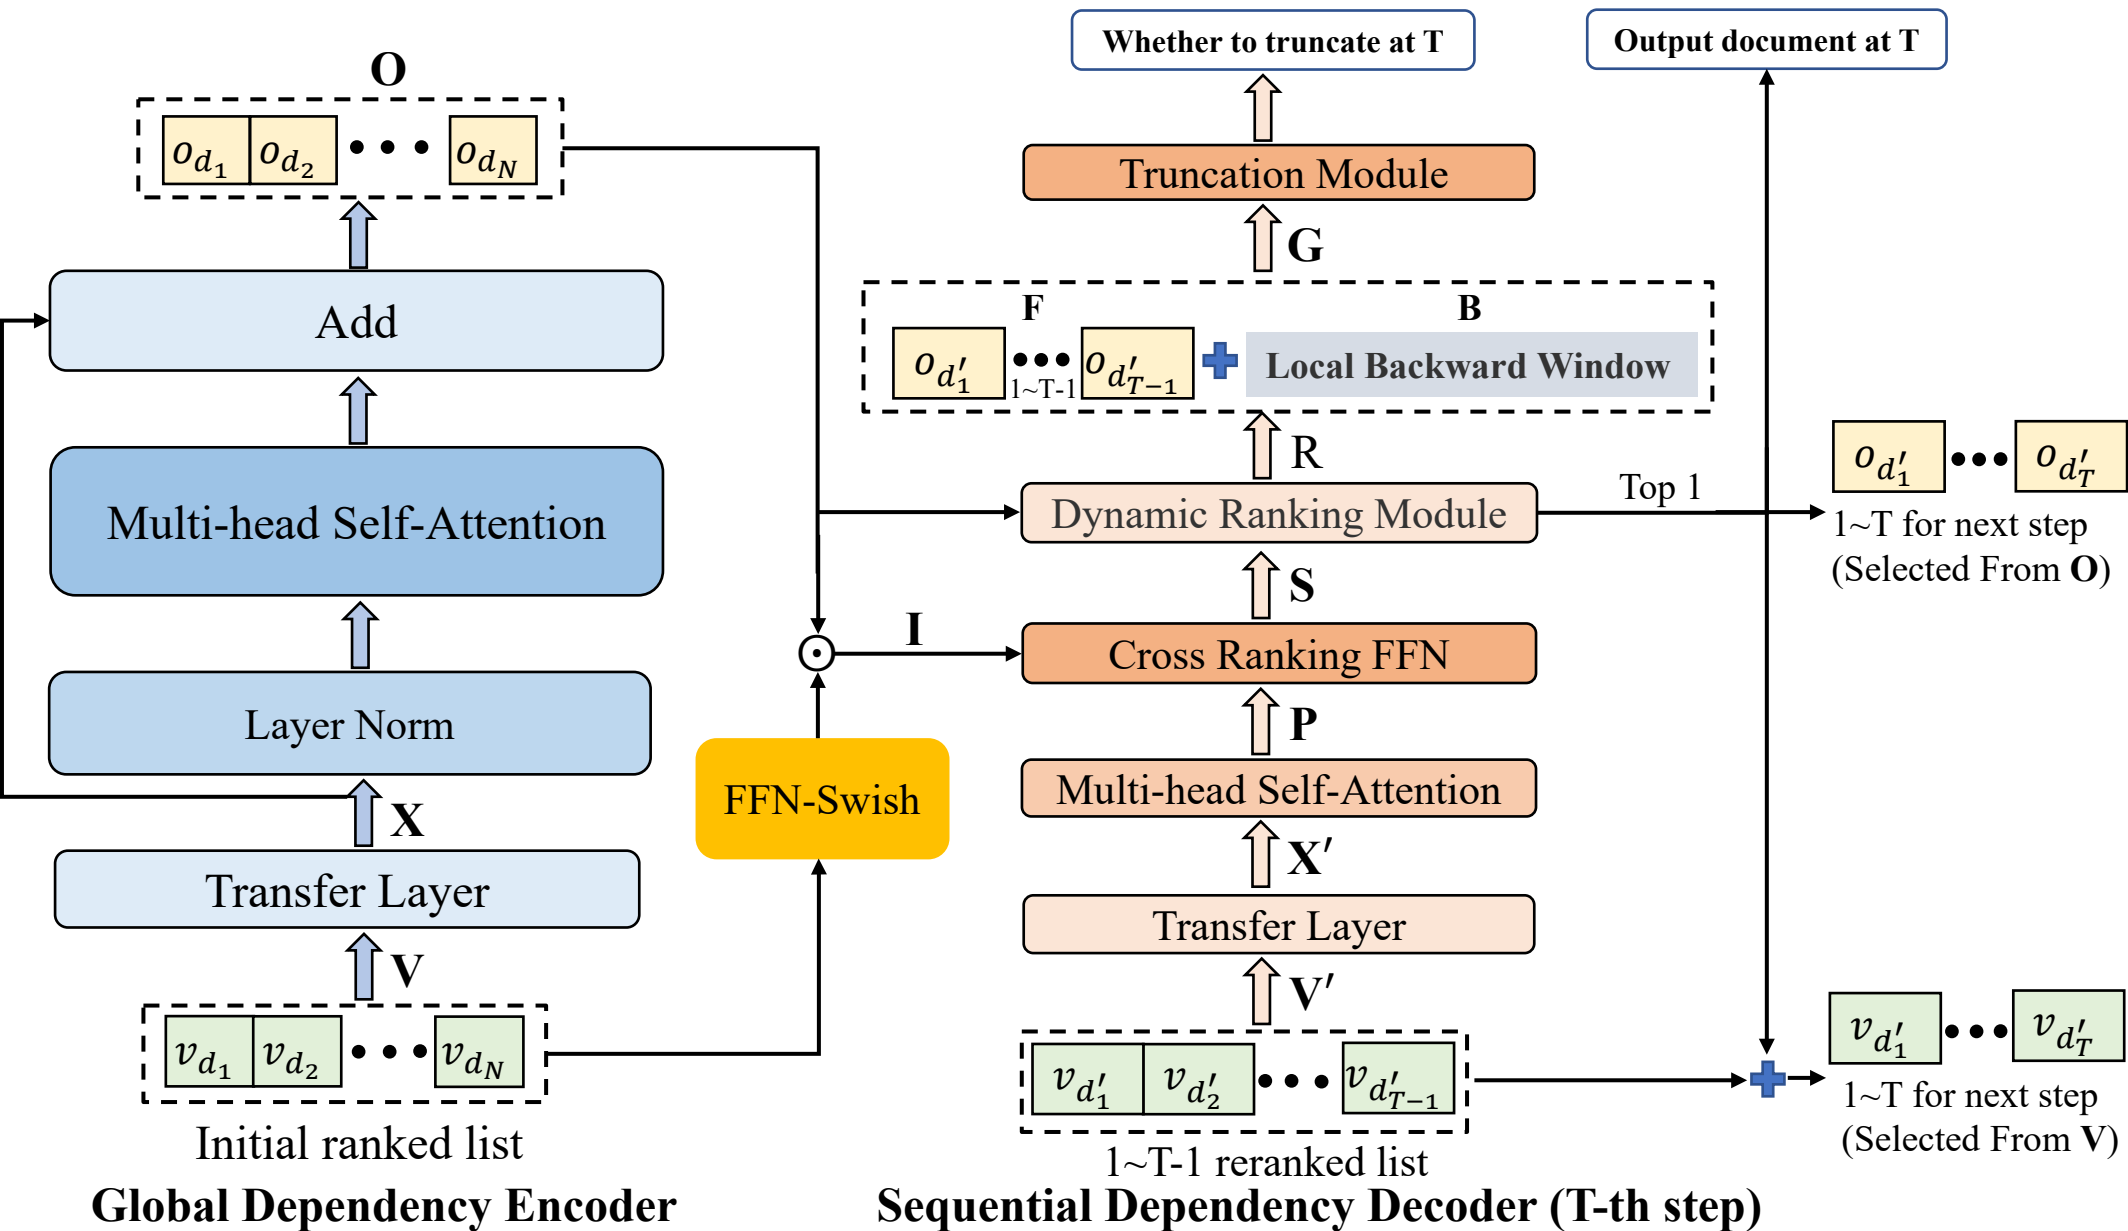 Whether to truncate at T
Output document at T
O
o_{d_1} o_{d_2} ••• o_{d_N}
Truncation Module
G
Add
F
B
o_{d'_1} ••• o_{d'_{T-1}}
1~T-1
Local Backward Window
R
Multi-head Self-Attention
Dynamic Ranking Module
Top 1
o_{d'_1} ••• o_{d'_T}
1~T for next step
(Selected From O)
S
I
Cross Ranking FFN
Layer Norm
P
FFN-Swish
Multi-head Self-Attention
X
X′
Transfer Layer
Transfer Layer
V
V′
v_{d_1} v_{d_2} ••• v_{d_N}
v_{d'_1} v_{d'_2} ••• v_{d'_{T-1}}
v_{d'_1} ••• v_{d'_T}
1~T for next step
(Selected From V)
Initial ranked list
1~T-1 reranked list
Global Dependency Encoder
Sequential Dependency Decoder (T-th step)